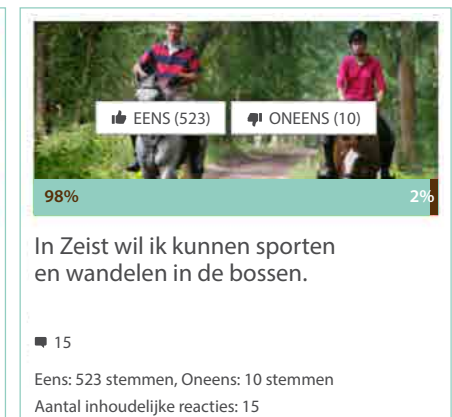 EENS (523) ONEENS (10)
98% 2%
In Zeist wil ik kunnen sporten
en wandelen in de bossen.
15
Eens: 523 stemmen, Oneens: 10 stemmen
Aantal inhoudelijke reacties: 15